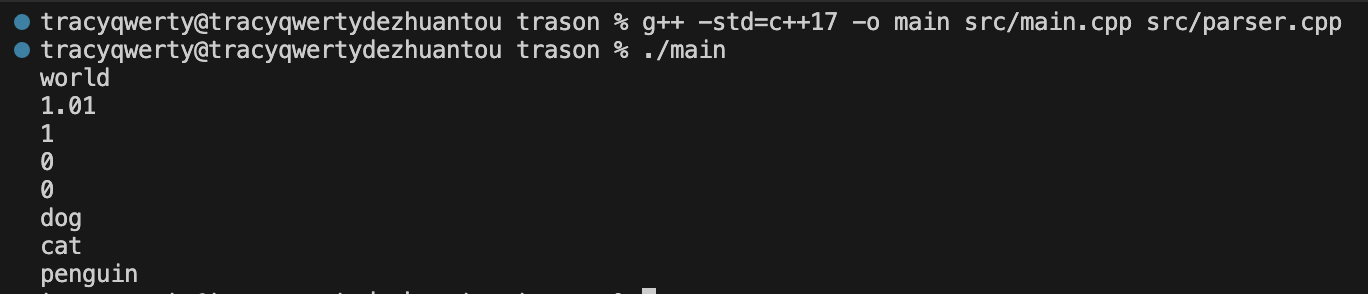 tracyqwerty@tracyqwertydezhuantou trason % g++ -std=c++17 -o main src/main.cpp src/parser.cpp
tracyqwerty@tracyqwertydezhuantou trason % ./main
world
1.01
1
0
0
dog
cat
penguin